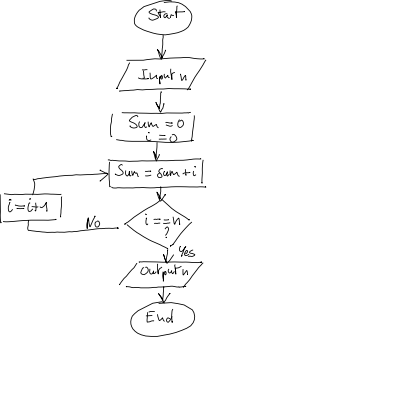 Start
Input n
Sum = 0
i = 0
Sum = sum + i
i = i+1
i == n
?
No
Yes
Output n
End